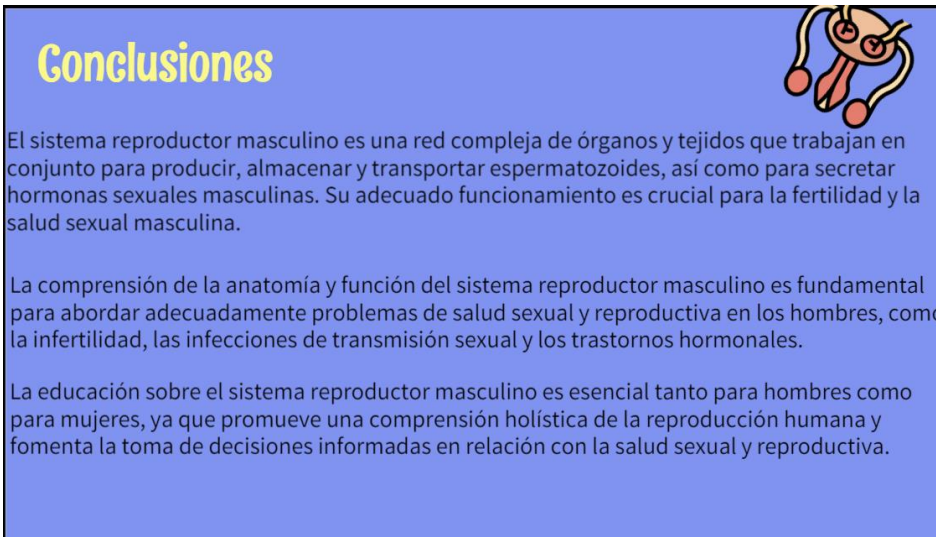 Conclusiones
El sistema reproductor masculino es una red compleja de órganos y tejidos que trabajan en
conjunto para producir, almacenar y transportar espermatozoides, así como para secretar
hormonas sexuales masculinas. Su adecuado funcionamiento es crucial para la fertilidad y la
salud sexual masculina.
La comprensión de la anatomía y función del sistema reproductor masculino es fundamental
para abordar adecuadamente problemas de salud sexual y reproductiva en los hombres, como
la infertilidad, las infecciones de transmisión sexual y los trastornos hormonales.
La educación sobre el sistema reproductor masculino es esencial tanto para hombres como
para mujeres, ya que promueve una comprensión holística de la reproducción humana y
fomenta la toma de decisiones informadas en relación con la salud sexual y reproductiva.